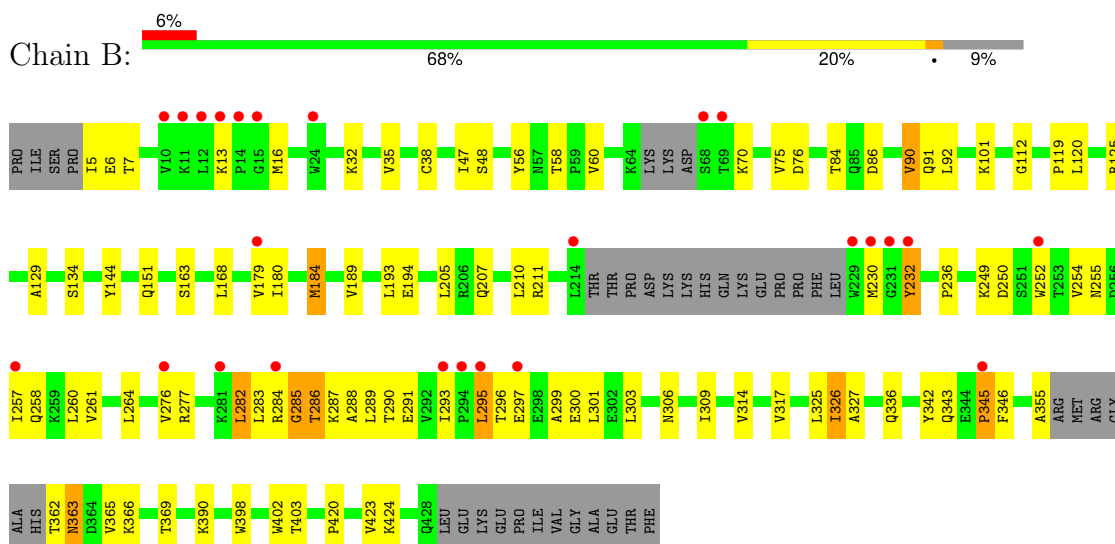 6%
Chain B:
68% 20% • 9%
PRO ILE SER PRO I5 E6 T7 V10 K11 L12 K13 P14 G15 M16 W24 K32 V35 C38 I47 S48 Y56 N57 T58 P59 V60 K64 LYS LYS ASP S68 T69 K70 V75 D76 T84 Q85 D86 V90 Q91 L92 K101 G112 P119 L120 R125
A129 S134 Y144 Q151 S163 L168 V179 I180 M184 V189 L193 E194 L205 R206 Q207 L210 R211 L214 THR THR PRO ASP LYS LYS HIS GLN LYS GLU PRO PRO PHE LEU W229 M230 G231 Y232 P236 K249 D250 S251 W252 T253 V254 N255 D256
I257 Q258 K259 L260 V261 L264 V276 R277 K281 L282 L283 R284 G285 T286 K287 A288 L289 T290 E291 V292 I293 P294 L295 T296 E297 E298 A299 E300 L301 E302 L303 N306 I309 V314 V317 L325 I326 A327 Q336 Y342 Q343 E344 P345 F346 A355 ARG MET ARG GLY
ALA HIS T362 N363 D364 V365 K366 T369 K390 W398 W402 T403 P420 V423 K424 Q428 LEU GLU LYS GLU PRO ILE VAL GLY ALA GLU THR PHE